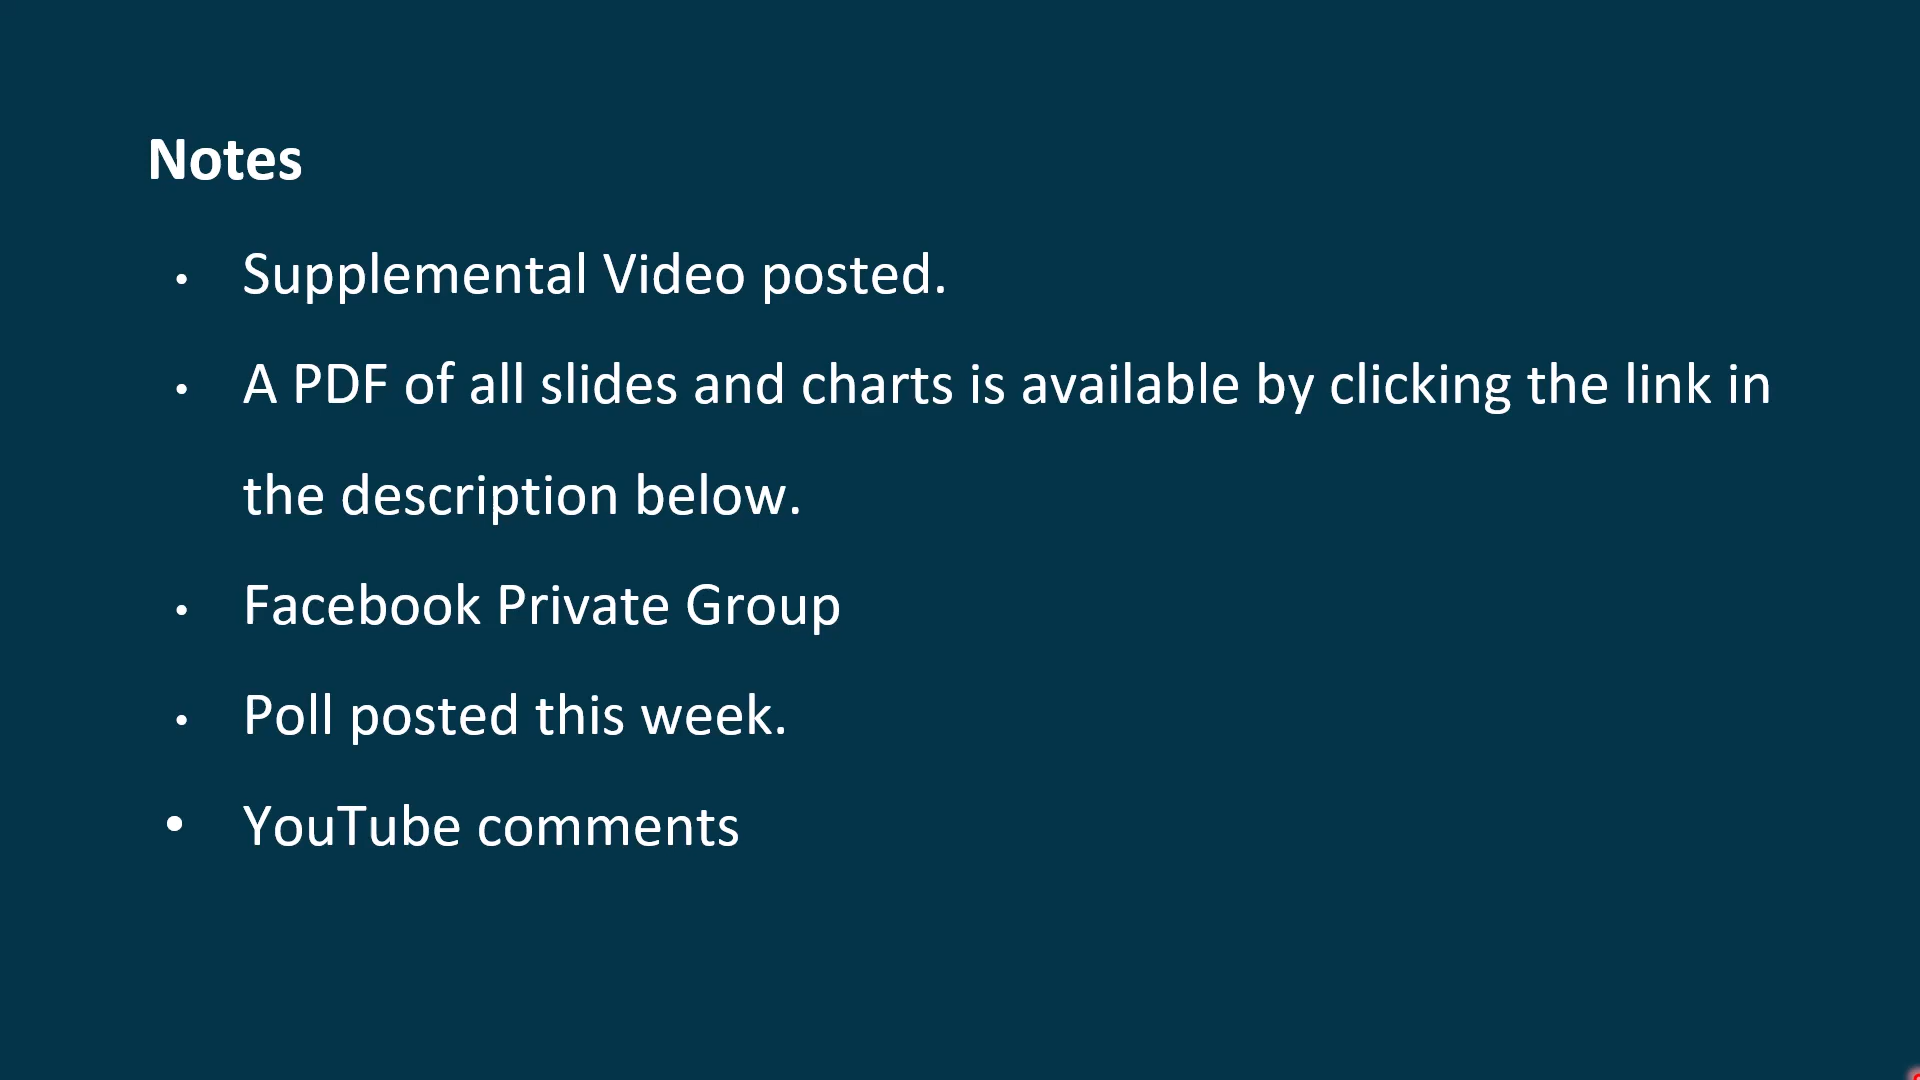 Notes
• Supplemental Video posted.
• A PDF of all slides and charts is available by clicking the link in
the description below.
• Facebook Private Group
• Poll posted this week.
• YouTube comments